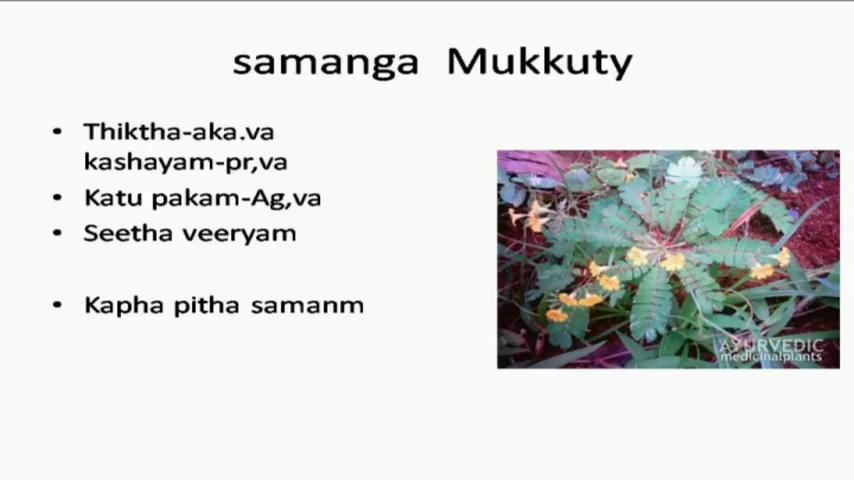 samanga Mukkuty
• Thiktha-aka.va
kashayam-pr,va
• Katu pakam-Ag,va
• Seetha veeryam
• Kapha pitha samanm
AYURVEDIC
medicinalplants